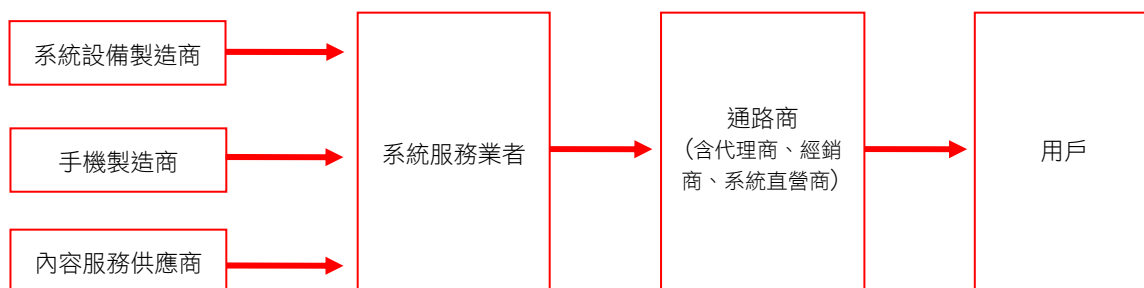 系統設備製造商
手機製造商
內容服務供應商
系統服務業者
通路商
(含代理商、經銷
商、系統直營商)
用戶